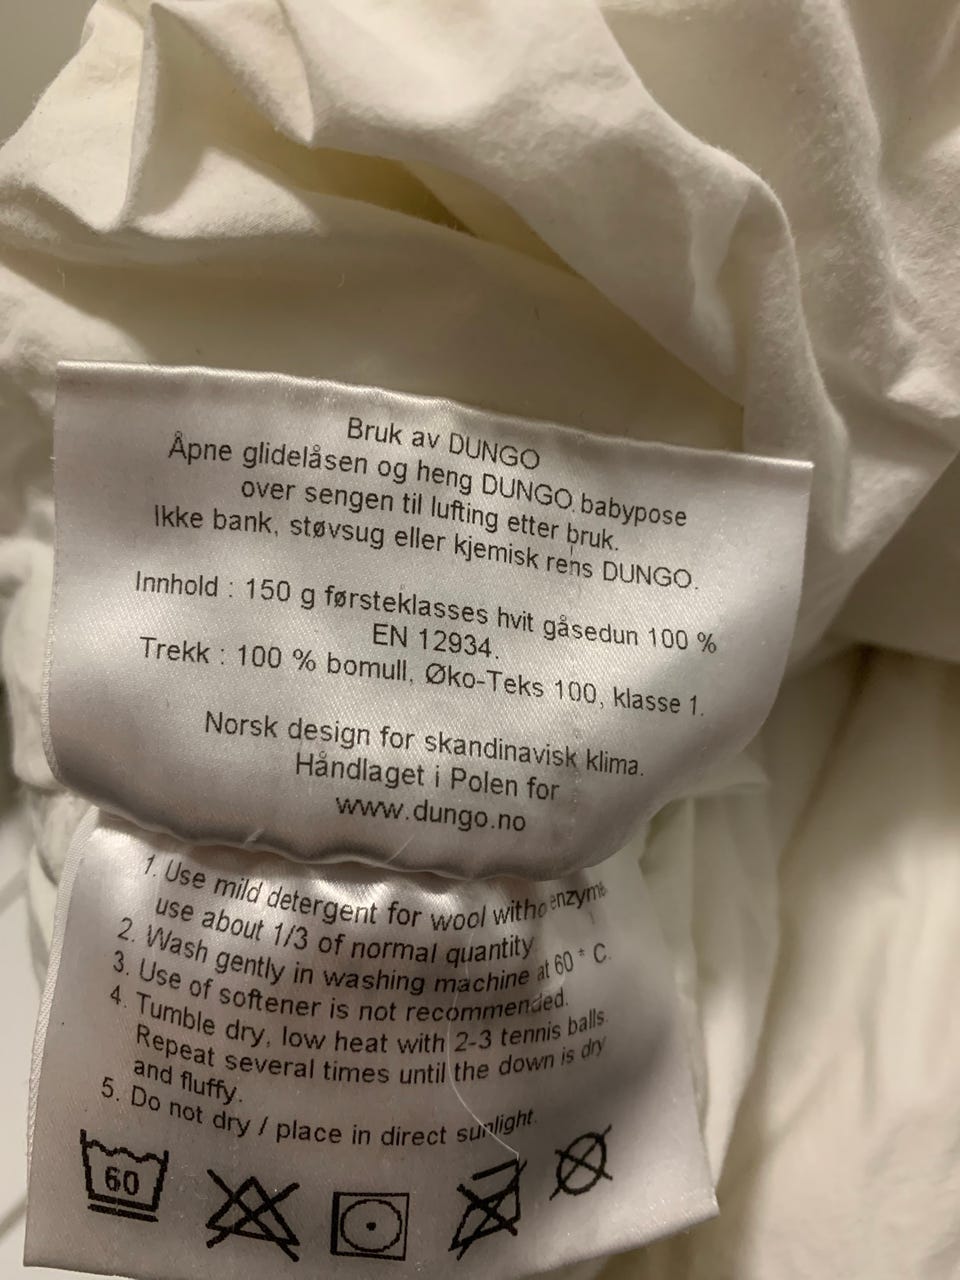 Bruk av DUNGO
Åpne glidelåsen og heng DUNGO babypose
over sengen til lufting etter bruk.
Ikke bank, støvsug eller kjemisk rens DUNGO.
Innhold : 150 g førsteklasses hvit gåsedun 100 %
EN 12934.
Trekk : 100 % bomull, Øko-Teks 100, klasse 1.
Norsk design for skandinavisk klima.
Håndlaget i Polen for
www.dungo.no
1. Use mild detergent for wool
use about 1/3 of normal quantity
2. Wash gently in washing machine at 60 ° C.
3. Use of softener is not recommended.
4. Tumble dry, low heat with 2-3 tennis balls.
Repeat several times until the down is dry
and fluffy.
5. Do not dry / place in direct sunlight.
60